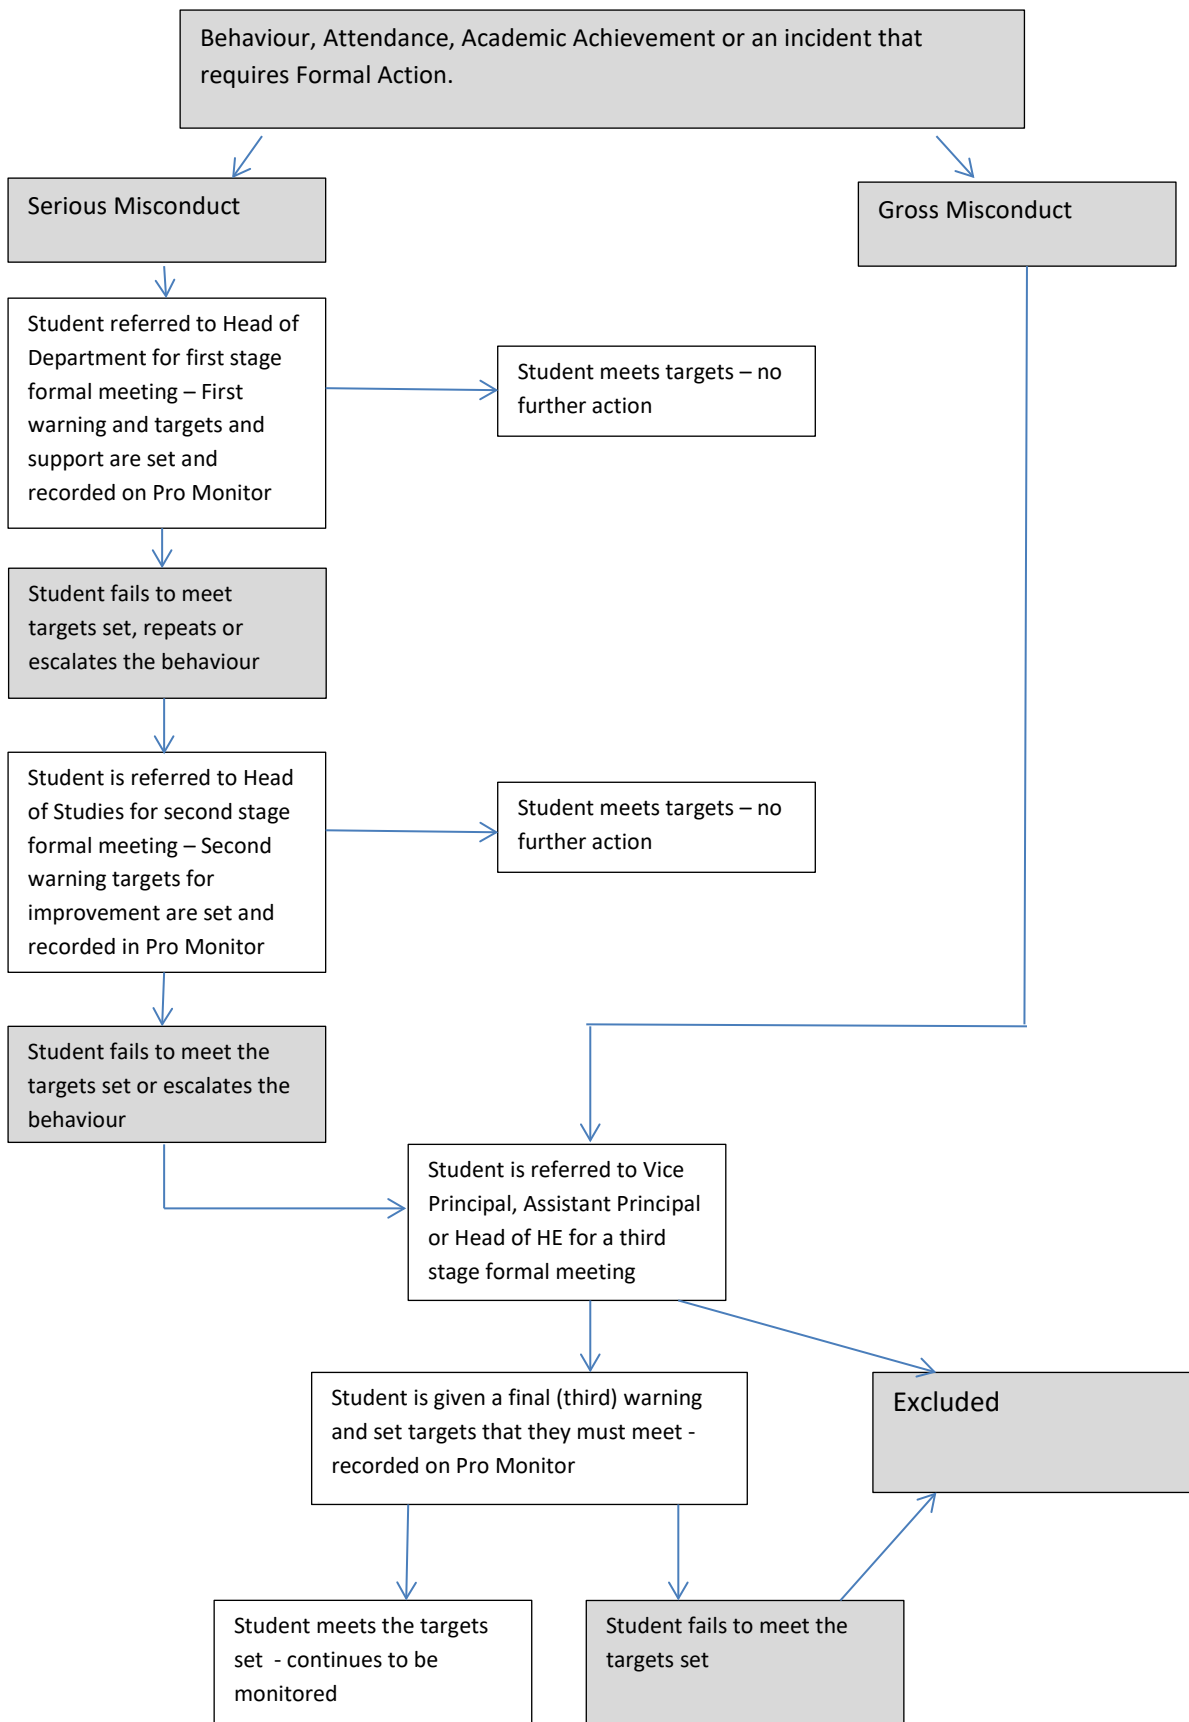 Behaviour, Attendance, Academic Achievement or an incident that
requires Formal Action.
Serious Misconduct
Gross Misconduct
Student referred to Head of
Department for first stage
formal meeting – First
warning and targets and
support are set and
recorded on Pro Monitor
Student meets targets – no
further action
Student fails to meet
targets set, repeats or
escalates the behaviour
Student is referred to Head
of Studies for second stage
formal meeting – Second
warning targets for
improvement are set and
recorded in Pro Monitor
Student meets targets – no
further action
Student fails to meet the
targets set or escalates the
behaviour
Student is referred to Vice
Principal, Assistant Principal
or Head of HE for a third
stage formal meeting
Student is given a final (third) warning
and set targets that they must meet -
recorded on Pro Monitor
Excluded
Student meets the targets
set  - continues to be
monitored
Student fails to meet the
targets set